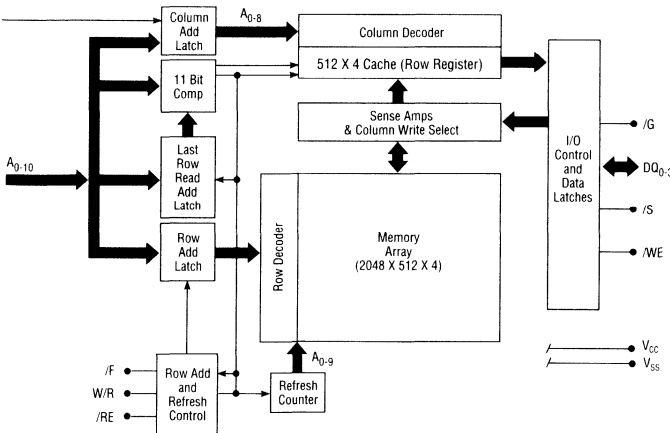 Column
Add
Latch
A0-8
Column Decoder
512 X 4 Cache (Row Register)
11 Bit
Comp
Sense Amps
& Column Write Select
/G
I/O
Control
and
Data
Latches
A0-10
Last
Row
Read
Add
Latch
DQ0-3
/S
Row
Add
Latch
Row Decoder
Memory
Array
(2048 X 512 X 4)
/WE
VCC
VSS
/F
W/R
/RE
Row Add
and
Refresh
Control
A0-9
Refresh
Counter